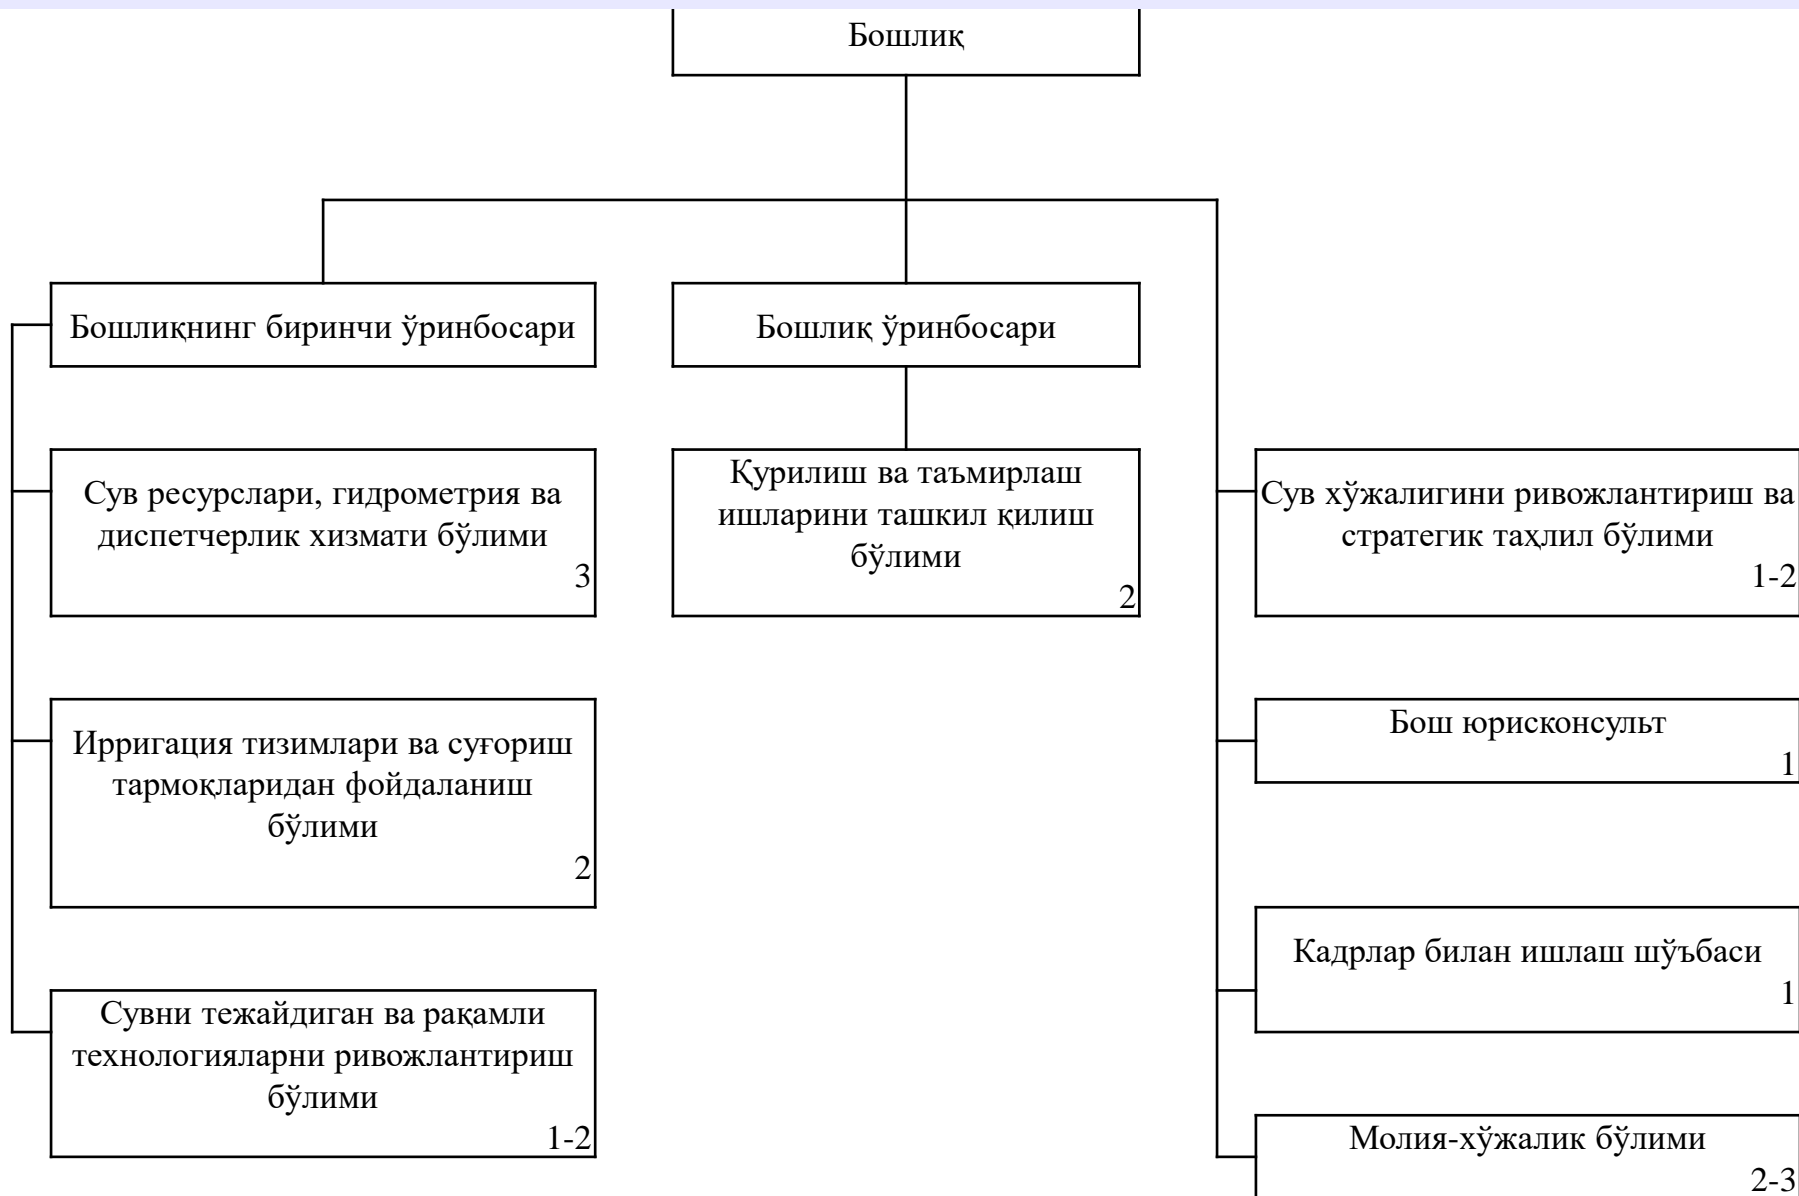 Бошлиқ
Бошлиқнинг биринчи ўринбосари
Бошлиқ ўринбосари
Сув ресурслари, гидрометрия ва
диспетчерлик хизмати бўлими
3
Қурилиш ва таъмирлаш
ишларини ташкил қилиш
бўлими
2
Сув хўжалигини ривожлантириш ва
стратегик таҳлил бўлими
1-2
Ирригация тизимлари ва суғориш
тармоқларидан фойдаланиш
бўлими
2
Бош юрисконсульт
1
Кадрлар билан ишлаш шўъбаси
1
Сувни тежайдиган ва рақамли
технологияларни ривожлантириш
бўлими
1-2
Молия-хўжалик бўлими
2-3